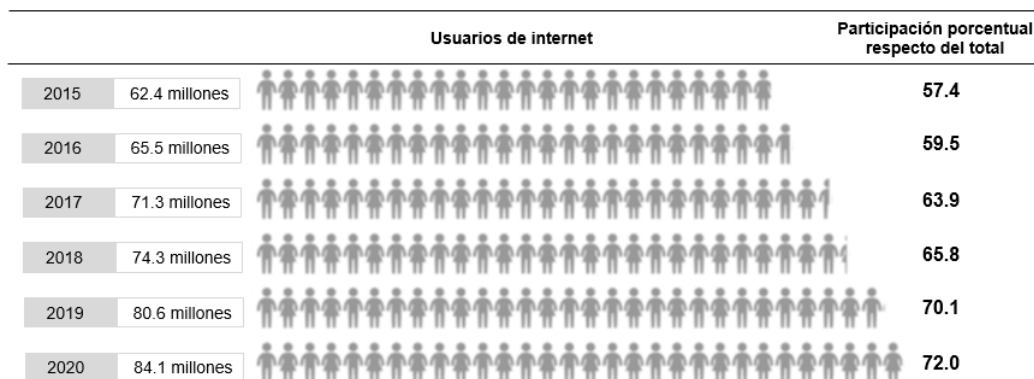 Usuarios de internet
Participación porcentual
respecto del total
2015 62.4 millones 57.4
2016 65.5 millones 59.5
2017 71.3 millones 63.9
2018 74.3 millones 65.8
2019 80.6 millones 70.1
2020 84.1 millones 72.0